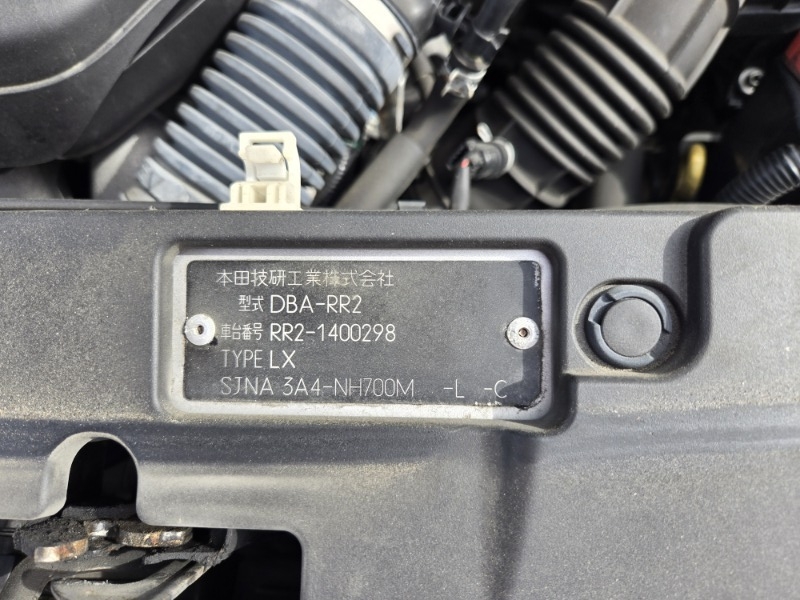 本田技研工業株式会社
型式 DBA-RR2
車台番号 RR2-1400298
TYPE LX
SJNA 3A4-NH700M -L -C